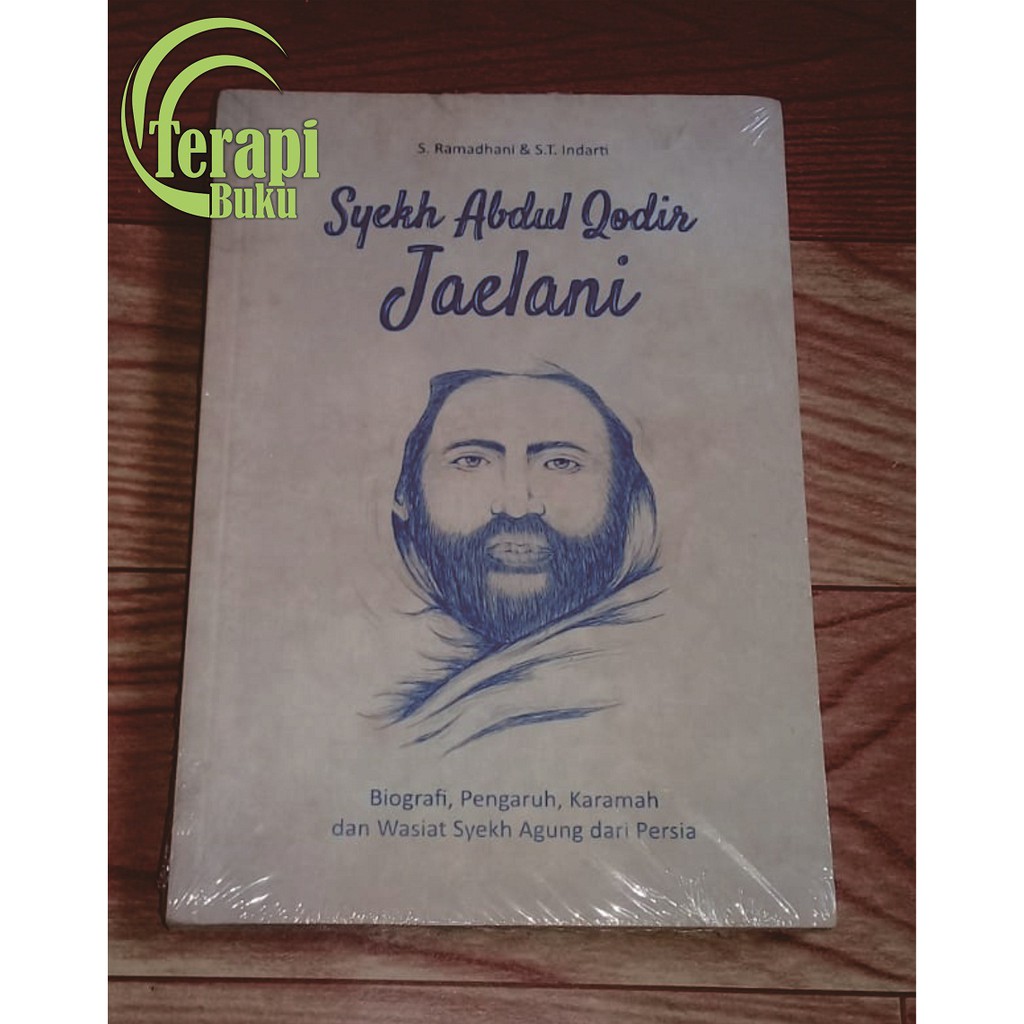 Terapi
Buku
S. Ramadhani & S.T. Indarti
Syekh Abdul Qodir
Jaelani
Biografi, Pengaruh, Karamah
dan Wasiat Syekh Agung dari Persia